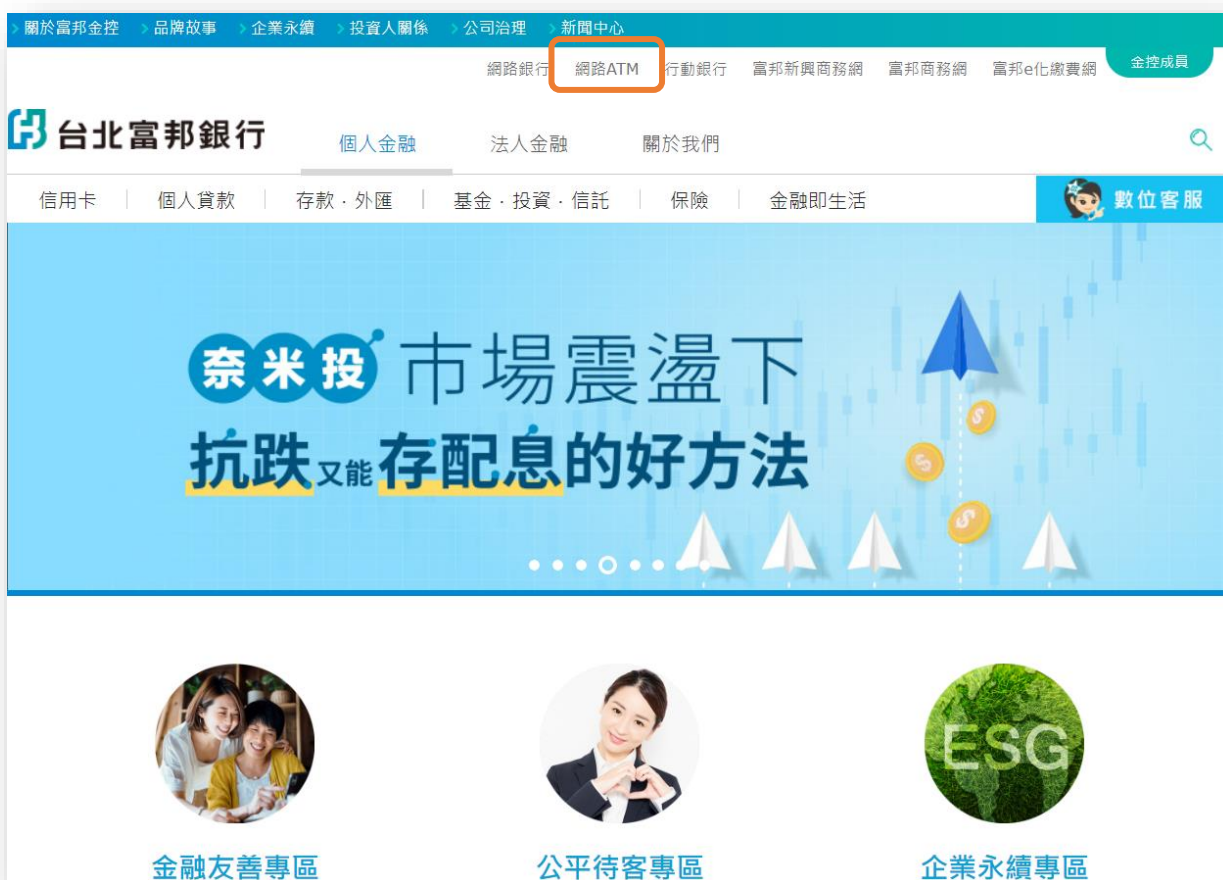 關於富邦金控 品牌故事 企業永續 投資人關係 公司治理 新聞中心
網路銀行 網路ATM 行動銀行 富邦新興商務網 富邦商務網 富邦e化繳費網 金控成員
台北富邦銀行 個人金融 法人金融 關於我們
信用卡 個人貸款 存款·外匯 基金·投資·信託 保險 金融即生活 數位客服
奈米投 市場震盪下
抗跌又能存配息的好方法
ESG
金融友善專區 公平待客專區 企業永續專區